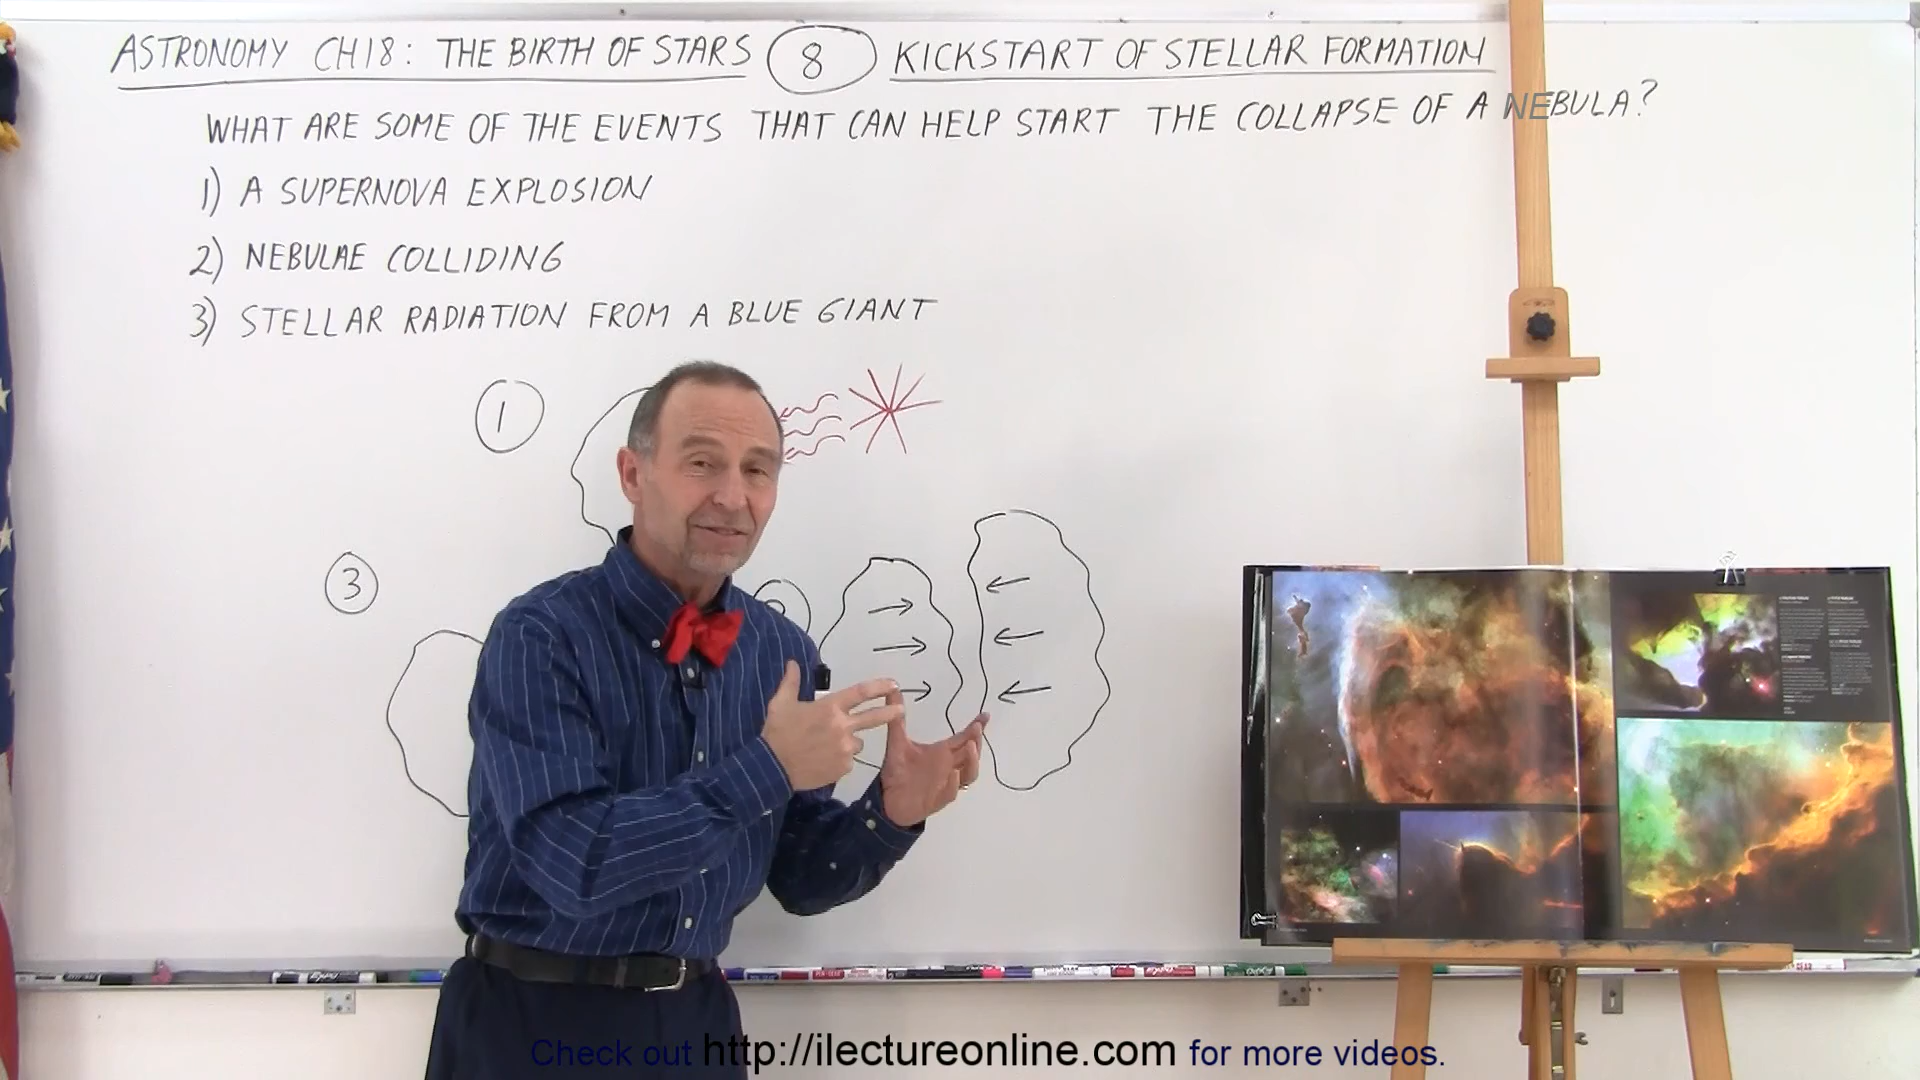 ASTRONOMY CH18: THE BIRTH OF STARS 8 KICKSTART OF STELLAR FORMATION
WHAT ARE SOME OF THE EVENTS THAT CAN HELP START THE COLLAPSE OF A NEBULA?
1) A SUPERNOVA EXPLOSION
2) NEBULAE COLLIDING
3) STELLAR RADIATION FROM A BLUE GIANT
1
3
Check out http://ilectureonline.com for more videos.